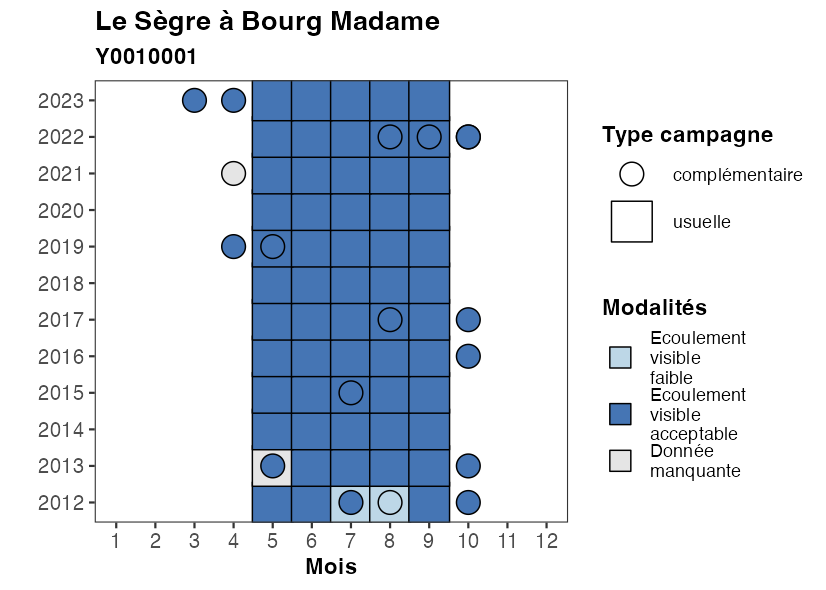 Le Sègre à Bourg Madame
Y0010001
2023
2022
2021
2020
2019
2018
2017
2016
2015
2014
2013
2012
1 2 3 4 5 6 7 8 9 10 11 12
Mois
Type campagne
complémentaire
usuelle
Modalités
Ecoulement
visible
faible
Ecoulement
visible
acceptable
Donnée
manquante